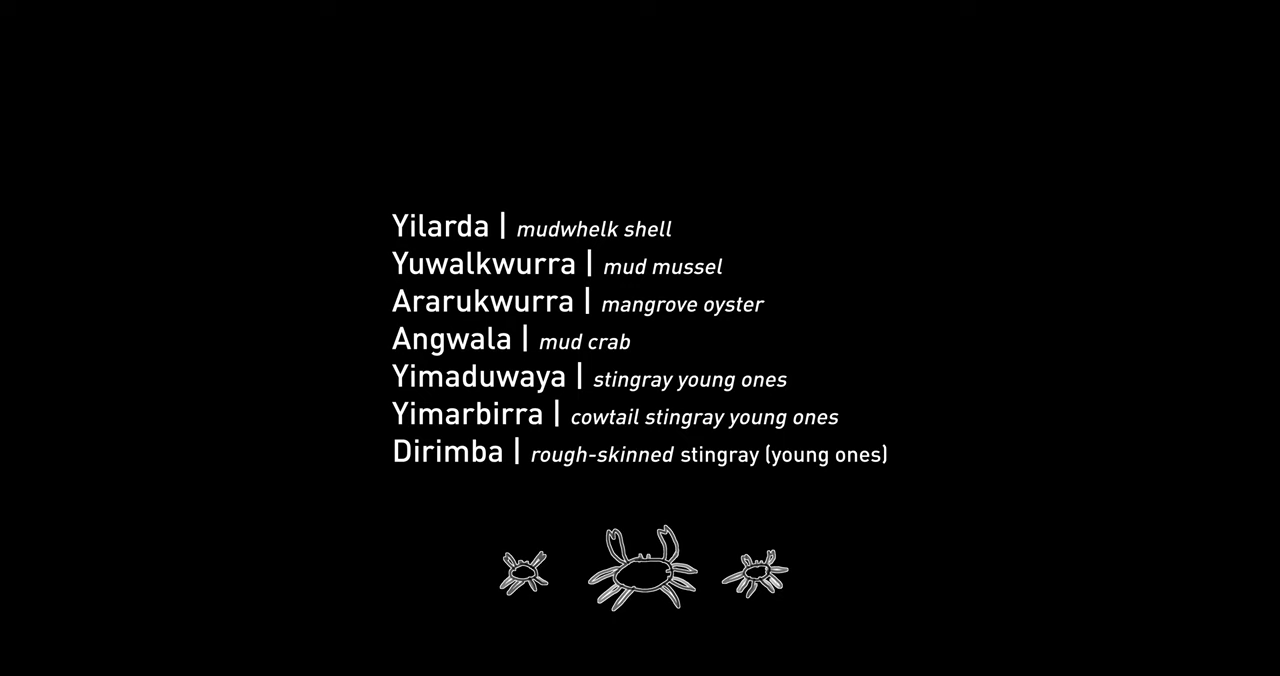 Yilarda | mudwhelk shell
Yuwalkwurra | mud mussel
Ararukwurra | mangrove oyster
Angwala | mud crab
Yimaduwaya | stingray young ones
Yimarbirra | cowtail stingray young ones
Dirimba | rough-skinned stingray (young ones)